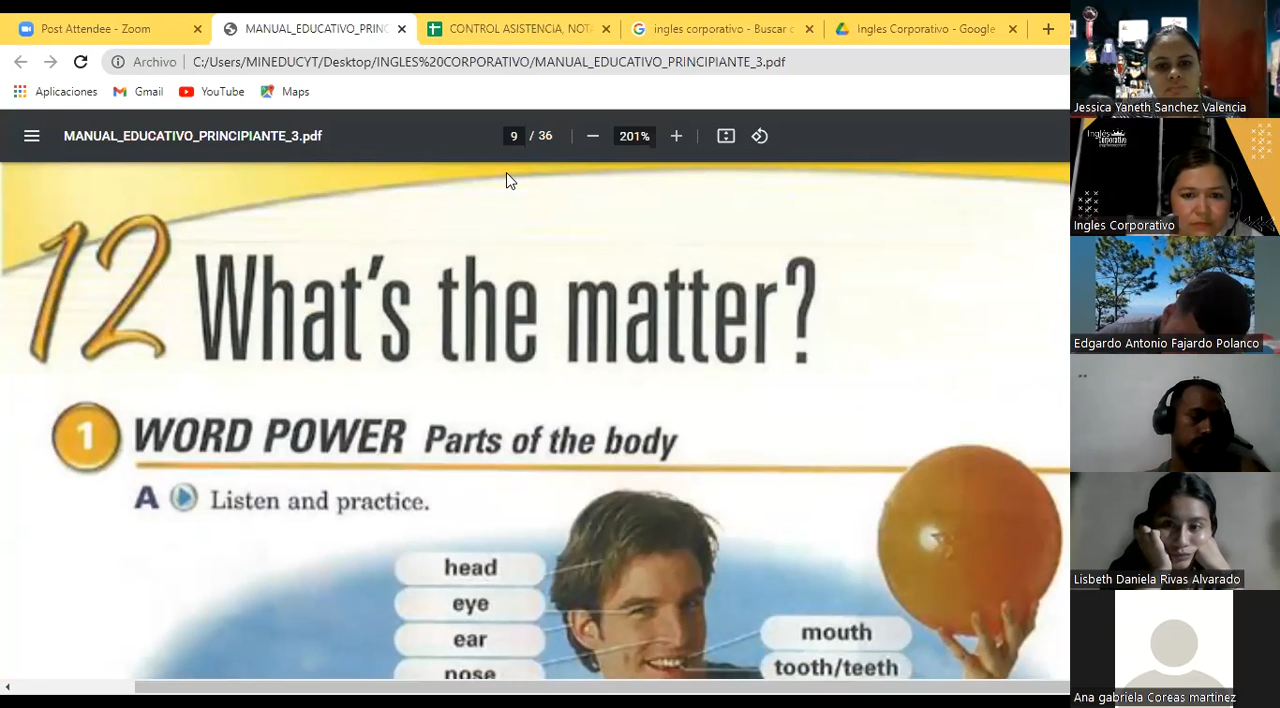 Post Attendee - Zoom
MANUAL_EDUCATIVO_PRINC
CONTROL ASISTENCIA, NOTA
ingles corporativo - Buscar c
Ingles Corporativo - Google
Archivo
C:/Users/MINEDUCYT/Desktop/INGLES%20CORPORATIVO/MANUAL_EDUCATIVO_PRINCIPIANTE_3.pdf
Aplicaciones
Gmail
YouTube
Maps
MANUAL_EDUCATIVO_PRINCIPIANTE_3.pdf
9 / 36
201%
12 What's the matter?
1 WORD POWER Parts of the body
A Listen and practice.
head
eye
ear
nose
mouth
tooth/teeth
Jessica Yaneth Sanchez Valencia
Inglés
Corporativo
Ingles Corporativo
Edgardo Antonio Fajardo Polanco
Lisbeth Daniela Rivas Alvarado
Ana gabriela Coreas martinez